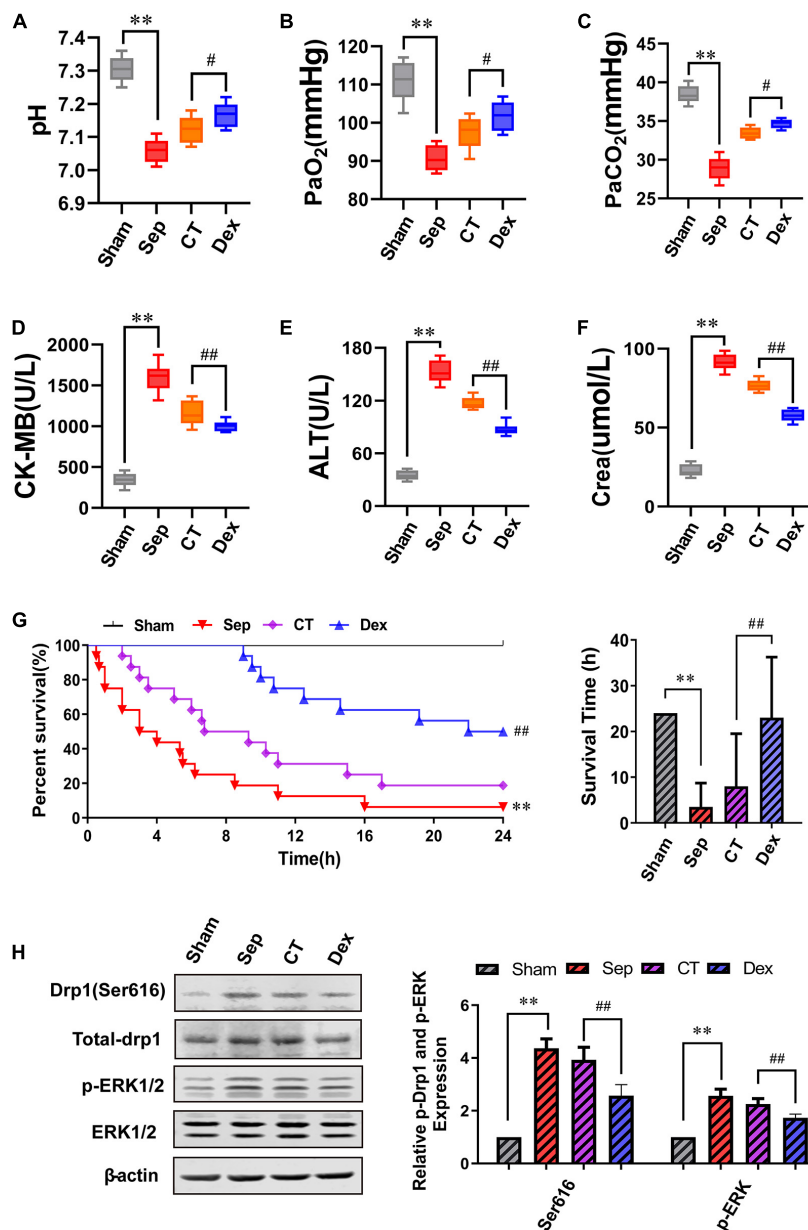 A
pH
7.4
7.3
7.2
7.1
7.0
6.9
**
#
Sham
Sep
CT
Dex
B
PaO2(mmHg)
120
110
100
90
80
**
#
Sham
Sep
CT
Dex
C
PaCO2(mmHg)
45
40
35
30
25
**
#
Sham
Sep
CT
Dex
D
CK-MB(U/L)
2000
1500
1000
500
0
**
##
Sham
Sep
CT
Dex
E
ALT(U/L)
180
120
60
0
**
##
Sham
Sep
CT
Dex
F
Crea(umol/L)
100
50
0
**
##
Sham
Sep
CT
Dex
G
Sham Sep CT Dex
Percent survival(%)
100
80
60
40
20
0
##
**
0 4 8 12 16 20 24
Time(h)
Survival Time (h)
40
30
20
10
0
**
##
Sham
Sep
CT
Dex
H
Sham Sep CT Dex
Drp1(Ser616)
Total-drp1
p-ERK1/2
ERK1/2
β-actin
Sham Sep CT Dex
Relative p-Drp1 and p-ERK
Expression
6
4
2
0
**
##
**
##
Ser616
p-ERK